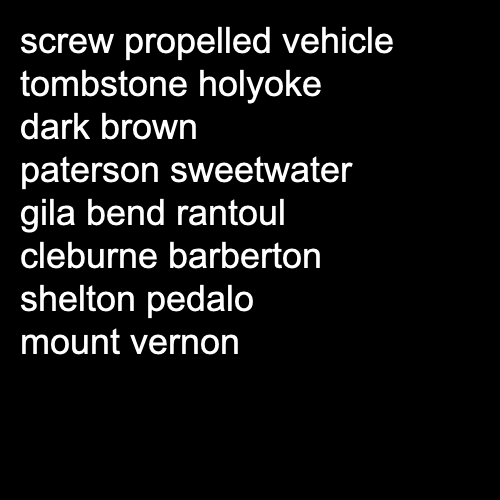 screw propelled vehicle
tombstone holyoke
dark brown
paterson sweetwater
gila bend rantoul
cleburne barberton
shelton pedalo
mount vernon